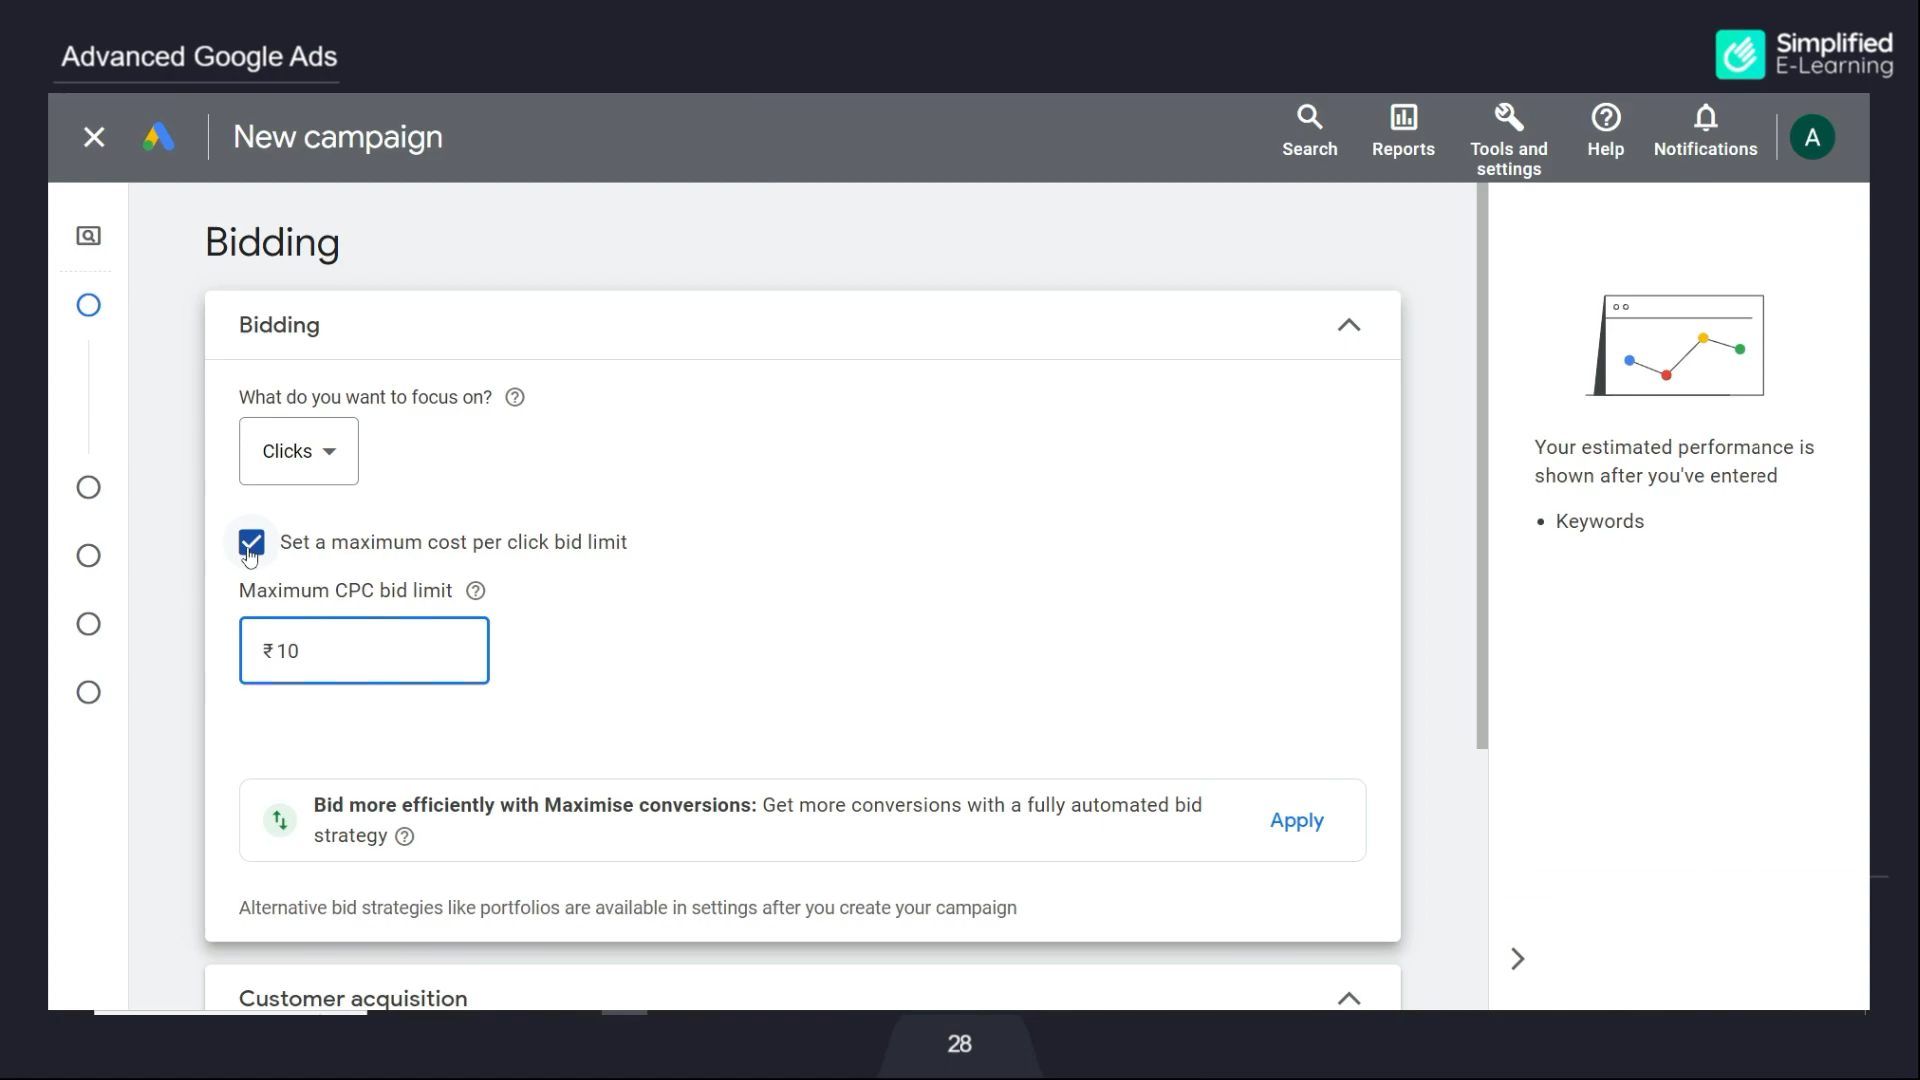 Advanced Google Ads
Simplified
E-Learning
New campaign
Search
Reports
Tools and
settings
Help
Notifications
A
Bidding
Bidding
What do you want to focus on?
Clicks
Set a maximum cost per click bid limit
Maximum CPC bid limit
₹ 10
Bid more efficiently with Maximise conversions: Get more conversions with a fully automated bid
strategy
Apply
Alternative bid strategies like portfolios are available in settings after you create your campaign
Customer acquisition
Your estimated performance is
shown after you've entered
• Keywords
28